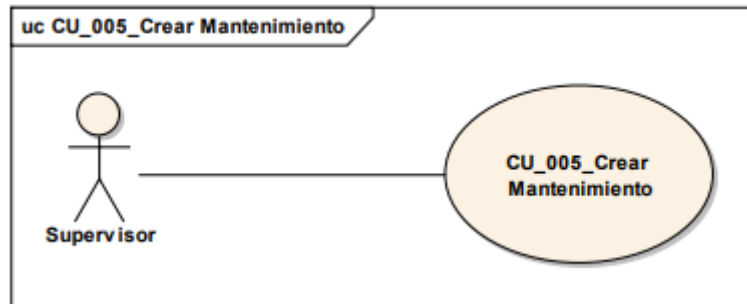 uc CU_005_Crear Mantenimiento
CU_005_Crear
Mantenimiento
Supervisor